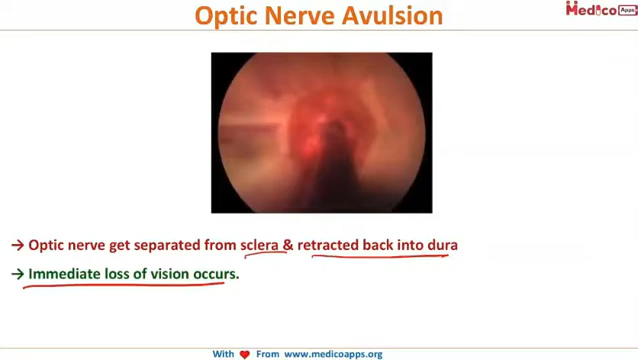 Optic Nerve Avulsion
Medico Apps
→ Optic nerve get separated from sclera & retracted back into dura
→ Immediate loss of vision occurs.
With ♥ From www.medicoapps.org